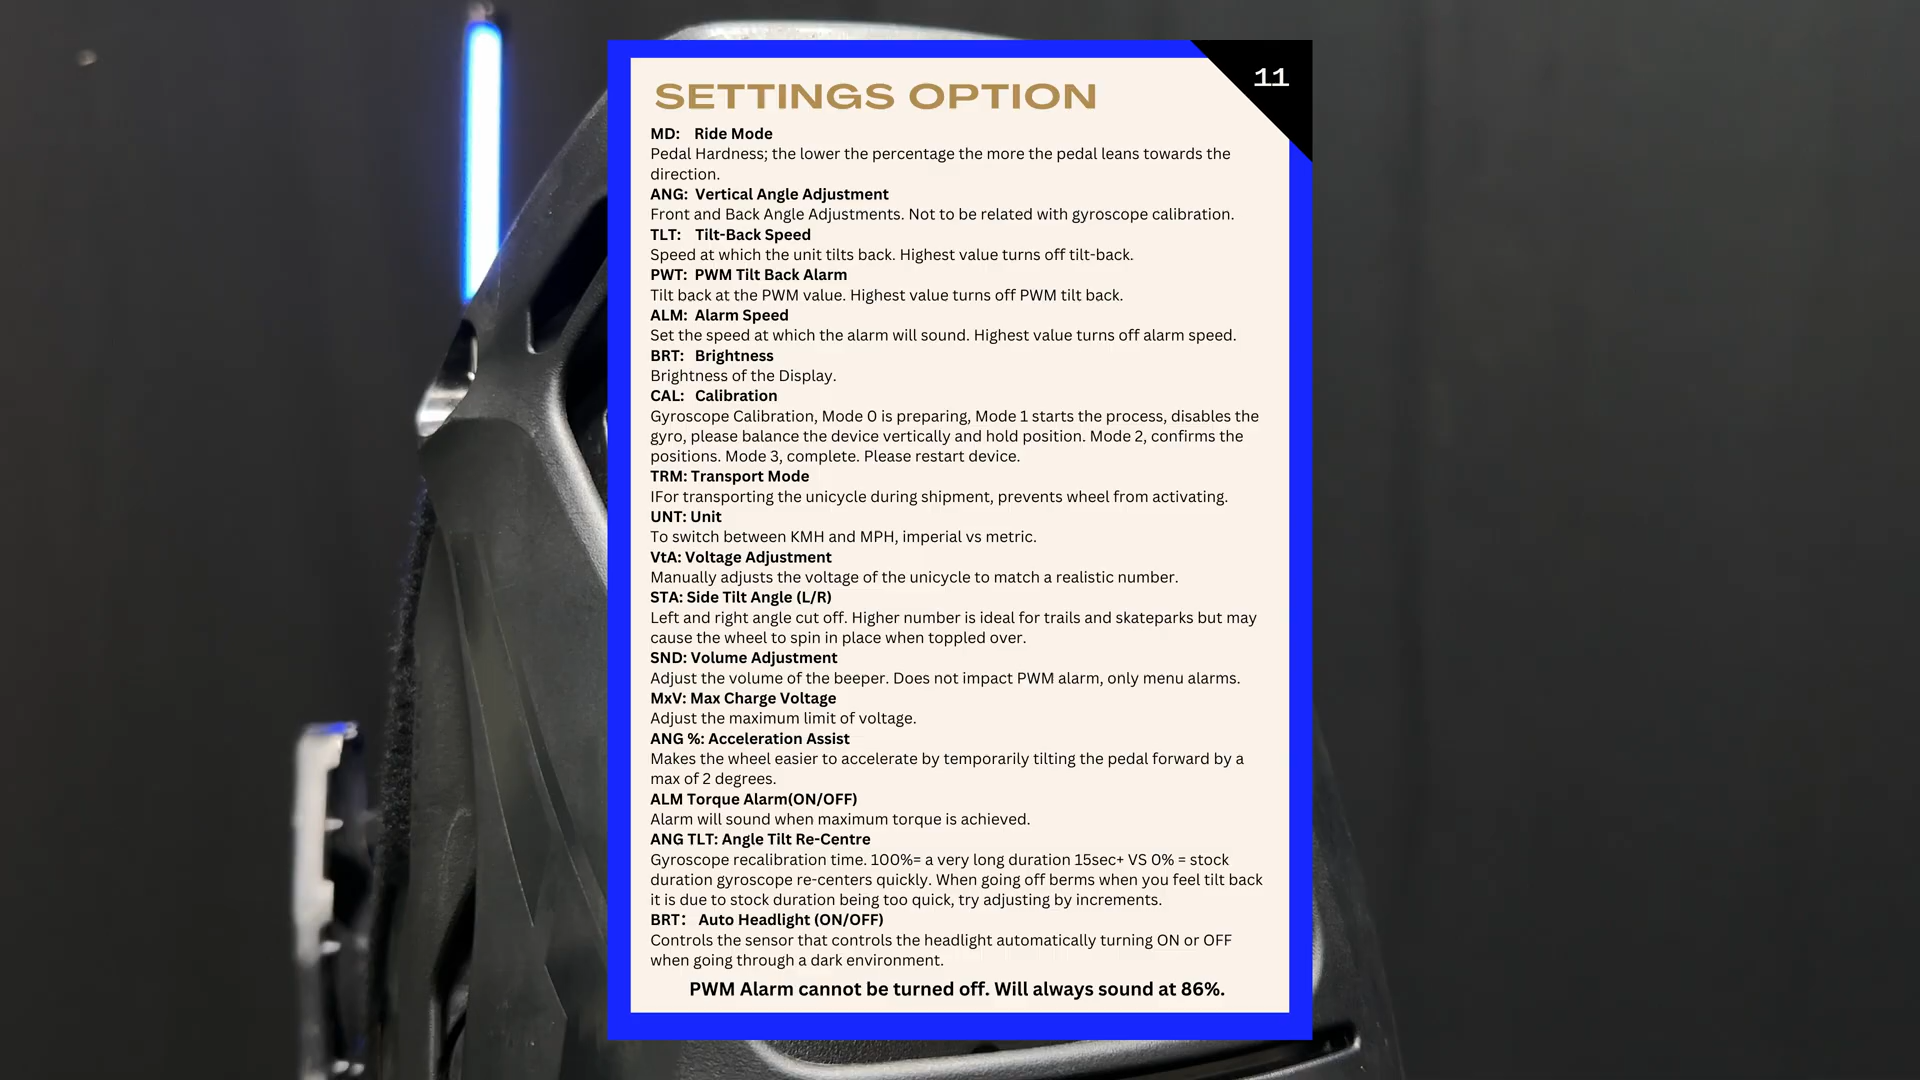 11
SETTINGS OPTION
MD: Ride Mode
Pedal Hardness; the lower the percentage the more the pedal leans towards the
direction.
ANG: Vertical Angle Adjustment
Front and Back Angle Adjustments. Not to be related with gyroscope calibration.
TLT: Tilt-Back Speed
Speed at which the unit tilts back. Highest value turns off tilt-back.
PWT: PWM Tilt Back Alarm
Tilt back at the PWM value. Highest value turns off PWM tilt back.
ALM: Alarm Speed
Set the speed at which the alarm will sound. Highest value turns off alarm speed.
BRT: Brightness
Brightness of the Display.
CAL: Calibration
Gyroscope Calibration, Mode 0 is preparing, Mode 1 starts the process, disables the
gyro, please balance the device vertically and hold position. Mode 2, confirms the
positions. Mode 3, complete. Please restart device.
TRM: Transport Mode
IFor transporting the unicycle during shipment, prevents wheel from activating.
UNT: Unit
To switch between KMH and MPH, imperial vs metric.
VtA: Voltage Adjustment
Manually adjusts the voltage of the unicycle to match a realistic number.
STA: Side Tilt Angle (L/R)
Left and right angle cut off. Higher number is ideal for trails and skateparks but may
cause the wheel to spin in place when toppled over.
SND: Volume Adjustment
Adjust the volume of the beeper. Does not impact PWM alarm, only menu alarms.
MxV: Max Charge Voltage
Adjust the maximum limit of voltage.
ANG %: Acceleration Assist
Makes the wheel easier to accelerate by temporarily tilting the pedal forward by a
max of 2 degrees.
ALM Torque Alarm(ON/OFF)
Alarm will sound when maximum torque is achieved.
ANG TLT: Angle Tilt Re-Centre
Gyroscope recalibration time. 100%= a very long duration 15sec+ VS 0% = stock
duration gyroscope re-centers quickly. When going off berms when you feel tilt back
it is due to stock duration being too quick, try adjusting by increments.
BRT: Auto Headlight (ON/OFF)
Controls the sensor that controls the headlight automatically turning ON or OFF
when going through a dark environment.
PWM Alarm cannot be turned off. Will always sound at 86%.